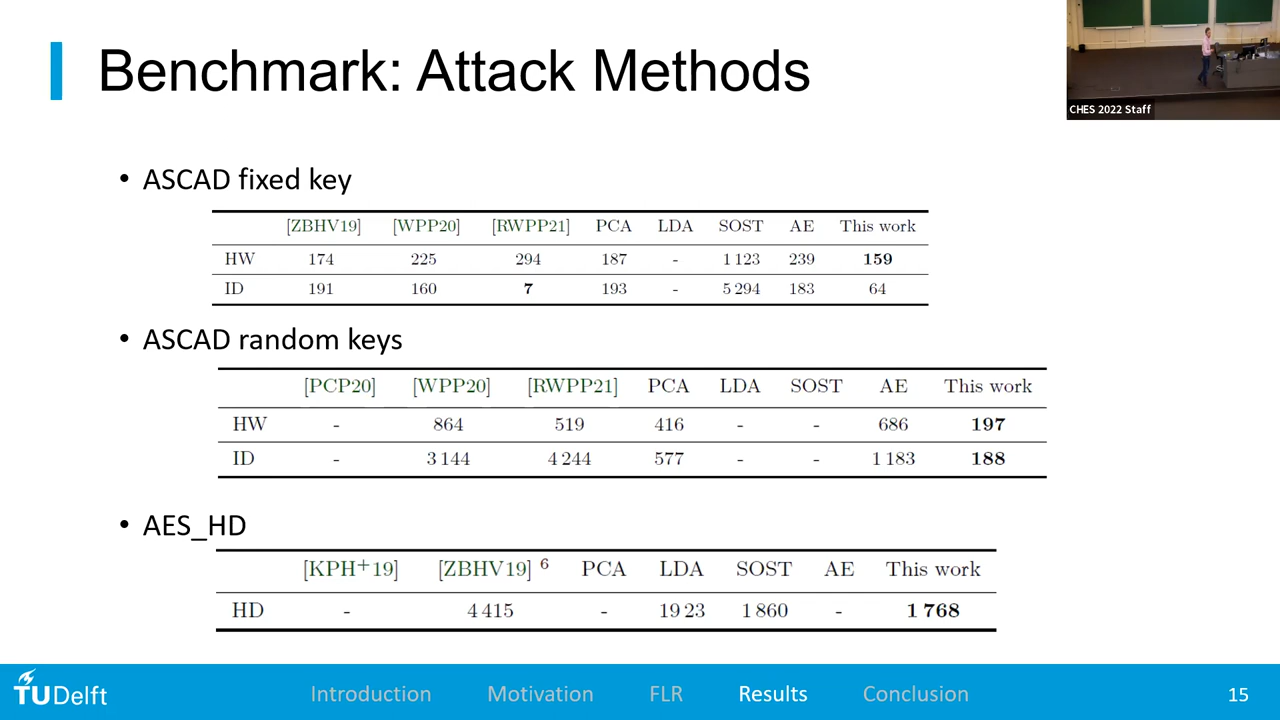 Benchmark: Attack Methods
CHES 2022 Staff
• ASCAD fixed key
[ZBHV19] [WPP20] [RWPP21] PCA LDA SOST AE This work
HW 174 225 294 187 - 1 123 239 159
ID 191 160 7 193 - 5 294 183 64
• ASCAD random keys
[PCP20] [WPP20] [RWPP21] PCA LDA SOST AE This work
HW - 864 519 416 - - 686 197
ID - 3 144 4 244 577 - - 1 183 188
• AES_HD
[KPH+19] [ZBHV19] 6 PCA LDA SOST AE This work
HD - 4 415 - 19 23 1 860 - 1 768
TUDelft Introduction Motivation FLR Results Conclusion 15